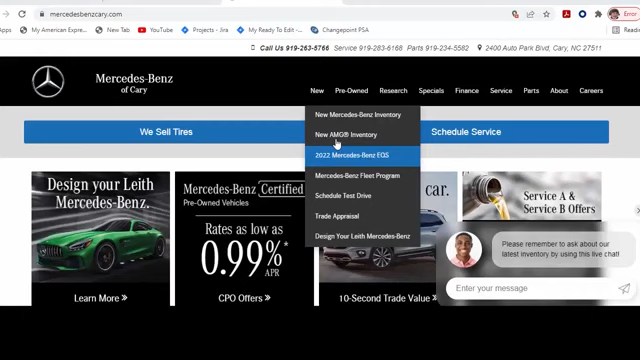 mercedesbenzcary.com
Error
Apps
My American Expre...
New Tab
YouTube
Projects - Jira
My Ready To Edit -...
Changepoint PSA
Call Us 919-263-5766 Service 919-283-6168 Parts 919-234-5582 2400 Auto Park Blvd, Cary, NC 27511
Mercedes-Benz
of Cary
New Pre-Owned Research Specials Finance Service Parts About Careers
New Mercedes-Benz Inventory
New AMG® Inventory
2022 Mercedes-Benz EQS
Mercedes-Benz Fleet Program
Schedule Test Drive
Trade Appraisal
Design Your Leith Mercedes-Benz
We Sell Tires
Schedule Service
Design your Leith
Mercedes-Benz.
Learn More »
Mercedes-Benz Certified
Pre-Owned Vehicles
Rates as low as
0.99%*
APR
CPO Offers »
car.
10-Second Trade Value »
Service A &
Service B Offers
Please remember to ask about our
latest inventory by using this live chat!
Enter your message